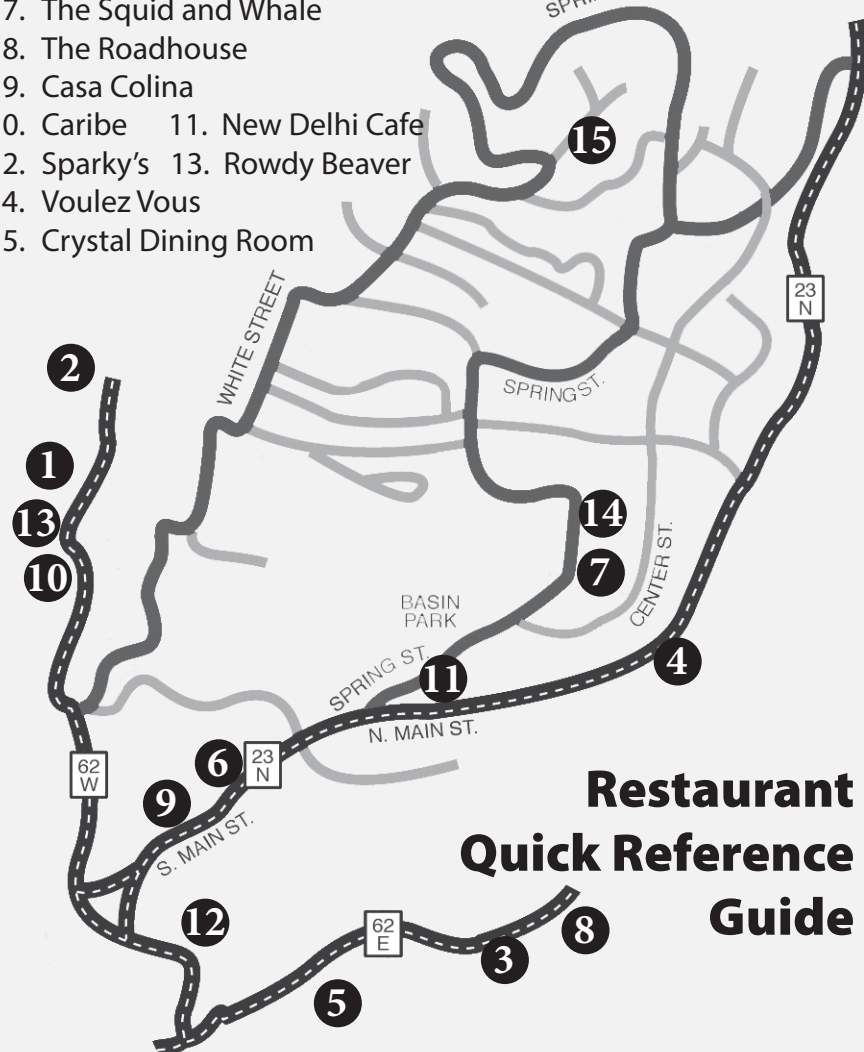 7. The Squid and Whale
8. The Roadhouse
9. Casa Colina
0. Caribe 11. New Delhi Cafe
2. Sparky's 13. Rowdy Beaver
4. Voulez Vous
5. Crystal Dining Room
SPRI
15
23
N
WHITE STREET
2
SPRING ST.
1
13
14
10
7
CENTER ST.
BASIN
PARK
SPRING ST.
4
11
N. MAIN ST.
6
23
N
62
W
9
S. MAIN ST.
Restaurant
Quick Reference
Guide
12
62
E
8
3
5